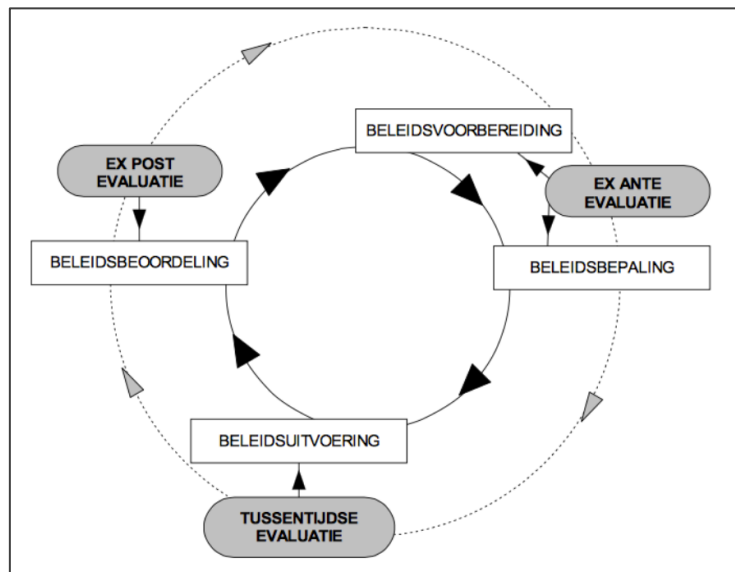 BELEIDSVOORBEREIDING
EX POST
EVALUATIE
EX ANTE
EVALUATIE
BELEIDSBEOORDELING
BELEIDSBEPALING
BELEIDSUITVOERING
TUSSENTIJDSE
EVALUATIE